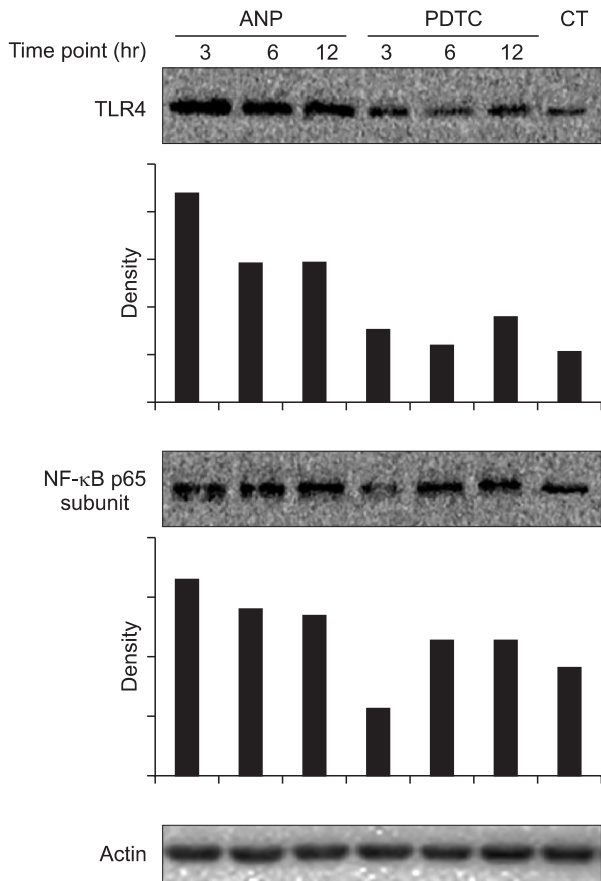 ANP PDTC CT
Time point (hr) 3 6 12 3 6 12
TLR4
Density
NF-κB p65
subunit
Density
Actin